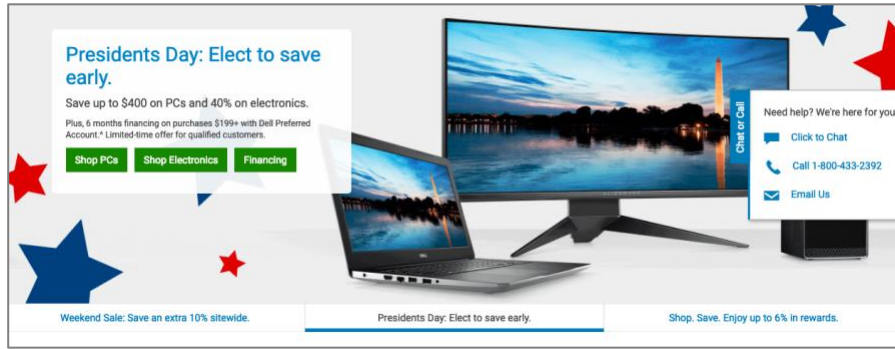 Presidents Day: Elect to save
early.
Save up to $400 on PCs and 40% on electronics.
Plus, 6 months financing on purchases $199+ with Dell Preferred
Account.^ Limited-time offer for qualified customers.
Shop PCs
Shop Electronics
Financing
Chat or Call
Need help? We're here for you
Click to Chat
Call 1-800-433-2392
Email Us
ALIENWARE
DELL
Weekend Sale: Save an extra 10% sitewide.
Presidents Day: Elect to save early.
Shop. Save. Enjoy up to 6% in rewards.